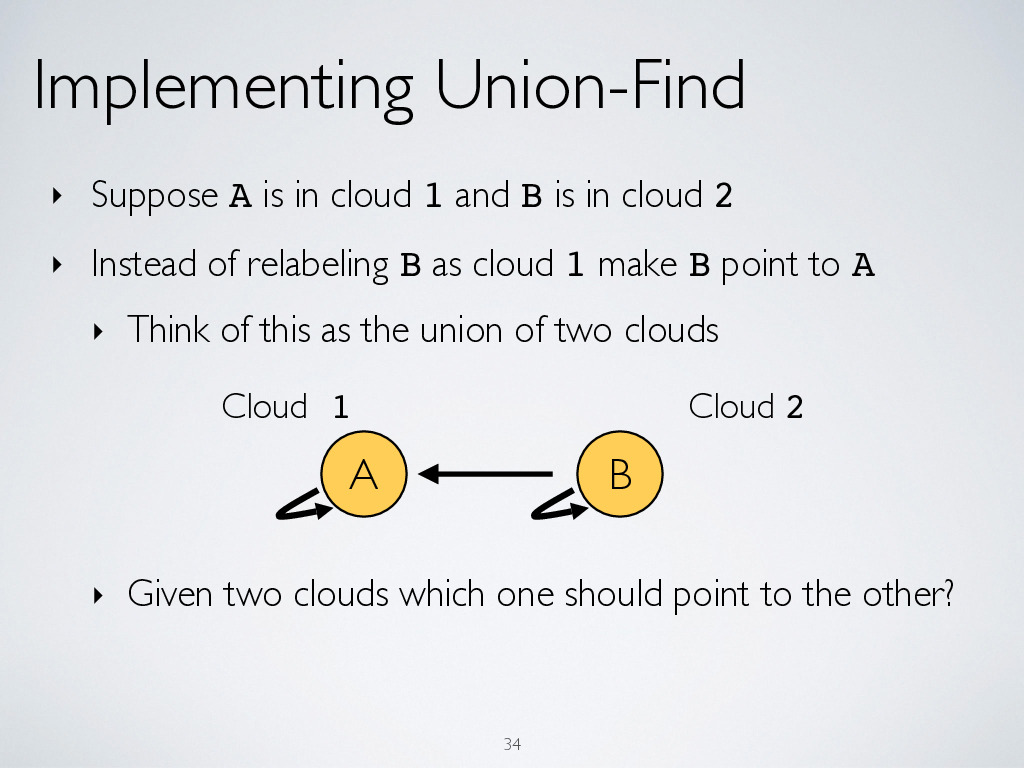 Implementing Union-Find
‣ Suppose A is in cloud 1 and B is in cloud 2
‣ Instead of relabeling B as cloud 1 make B point to A
‣ Think of this as the union of two clouds
Cloud 1 Cloud 2
A B
‣ Given two clouds which one should point to the other?
34